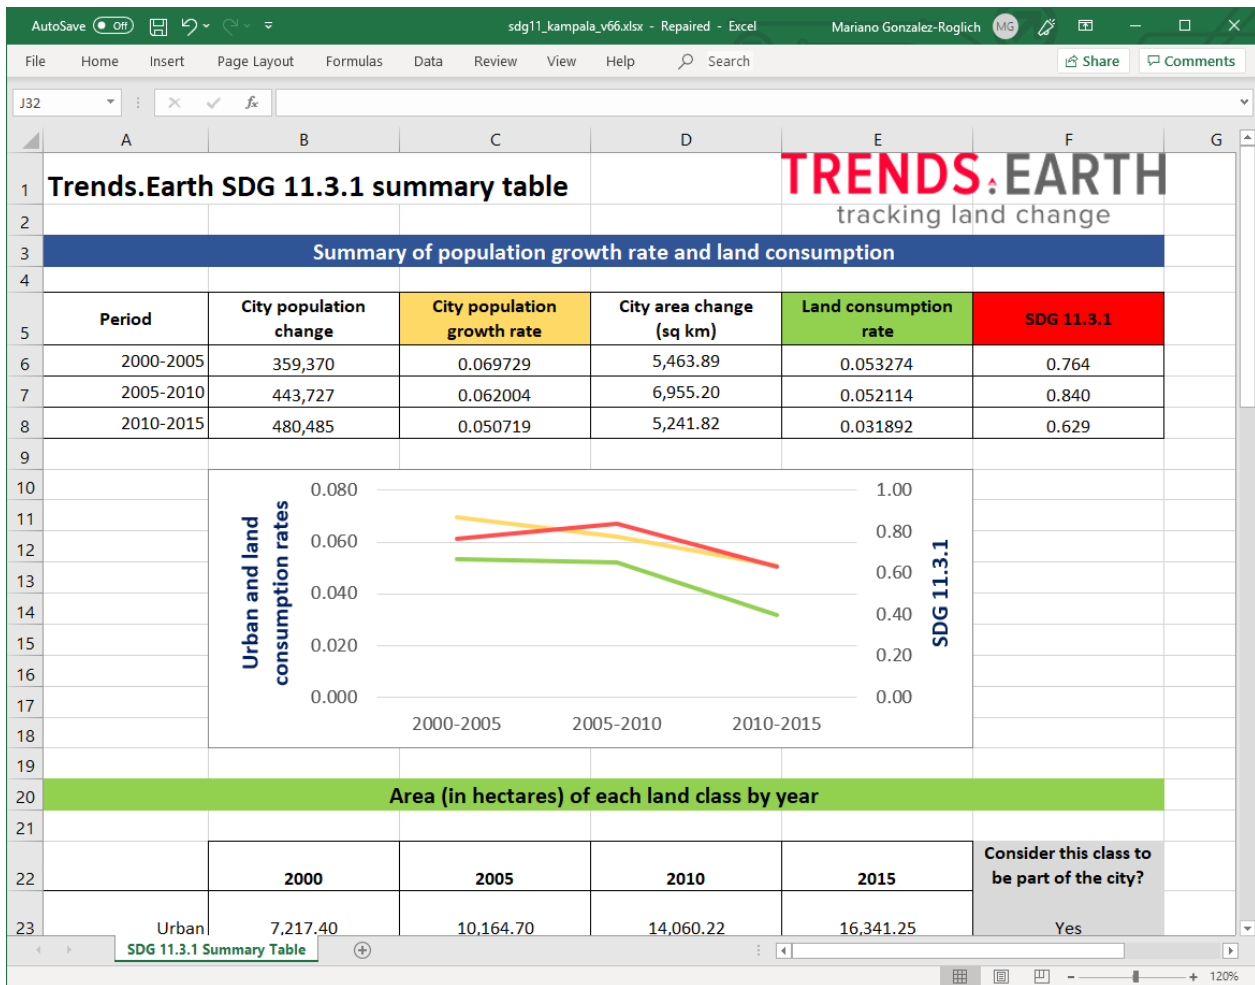 AutoSave Off sdg11_kampala_v66.xlsx - Repaired - Excel Mariano Gonzalez-Roglich MG
File Home Insert Page Layout Formulas Data Review View Help Search Share Comments
J32 fx
A B C D E F G
1 Trends.Earth SDG 11.3.1 summary table TRENDS.EARTH
2 tracking land change
3 Summary of population growth rate and land consumption
4
5 Period City population change City population growth rate City area change (sq km) Land consumption rate SDG 11.3.1
6 2000-2005 359,370 0.069729 5,463.89 0.053274 0.764
7 2005-2010 443,727 0.062004 6,955.20 0.052114 0.840
8 2010-2015 480,485 0.050719 5,241.82 0.031892 0.629
9
10
11
12
13
14
15
16
17
18
Urban and land
consumption rates
0.080
0.060
0.040
0.020
0.000
1.00
0.80
0.60
0.40
0.20
0.00
SDG 11.3.1
2000-2005 2005-2010 2010-2015
19
20 Area (in hectares) of each land class by year
21
22 2000 2005 2010 2015 Consider this class to be part of the city?
23 Urban 7,217.40 10,164.70 14,060.22 16,341.25 Yes
SDG 11.3.1 Summary Table
120%